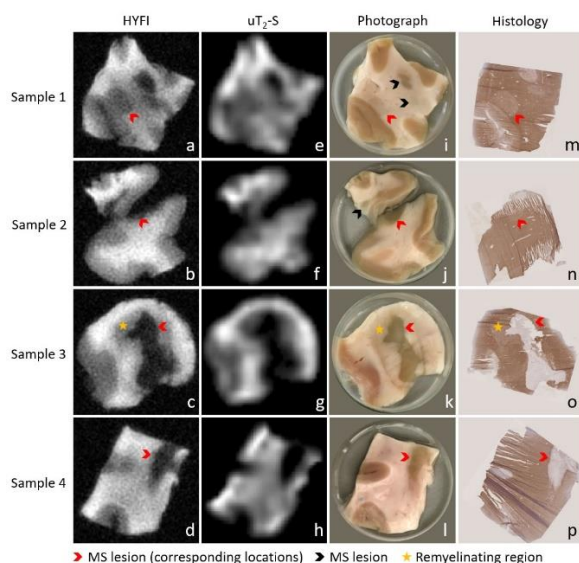 HYFI uT₂-S Photograph Histology
Sample 1 a e i m
Sample 2 b f j n
Sample 3 c g k o
Sample 4 d h l p
MS lesion (corresponding locations) MS lesion Remyelinating region